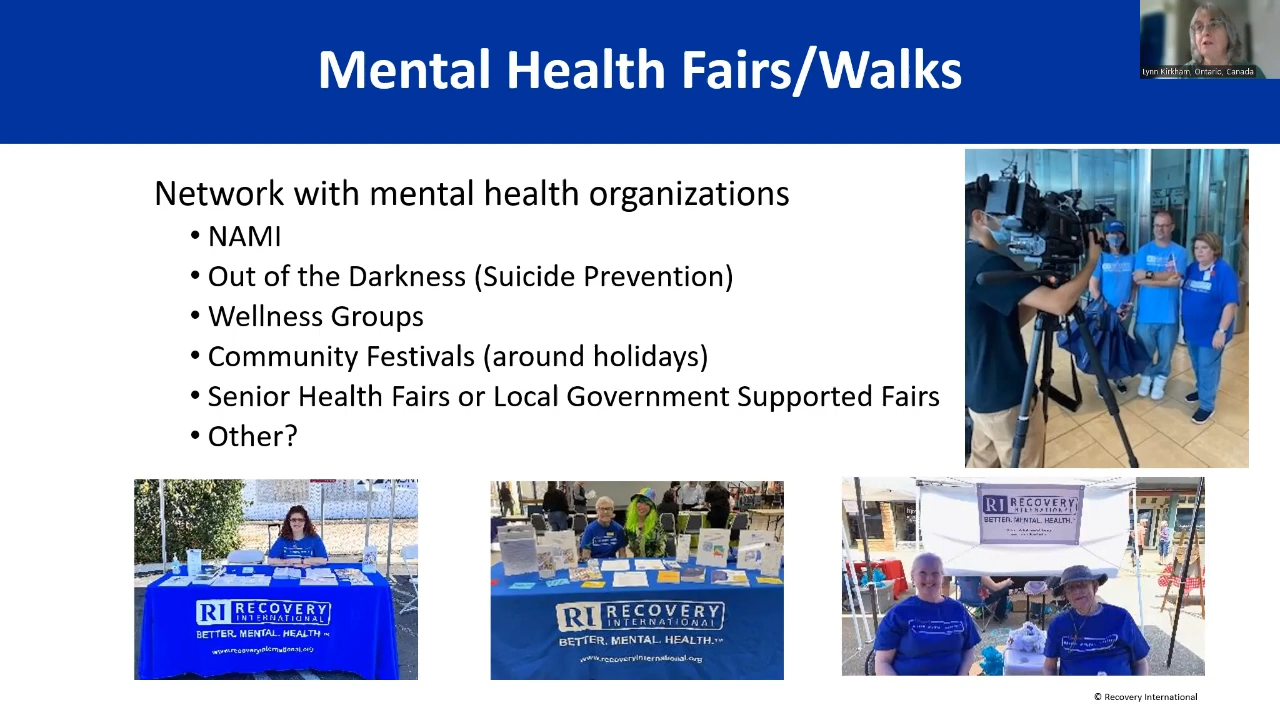 Mental Health Fairs/Walks
Lynn Kirkham, Ontario, Canada
Network with mental health organizations
• NAMI
• Out of the Darkness (Suicide Prevention)
• Wellness Groups
• Community Festivals (around holidays)
• Senior Health Fairs or Local Government Supported Fairs
• Other?
RI RECOVERY
INTERNATIONAL
BETTER. MENTAL. HEALTH.™
www.recoveryinternational.org
RI RECOVERY
INTERNATIONAL
BETTER. MENTAL. HEALTH.™
www.recoveryinternational.org
RI RECOVERY
INTERNATIONAL
BETTER. MENTAL. HEALTH.™
© Recovery International